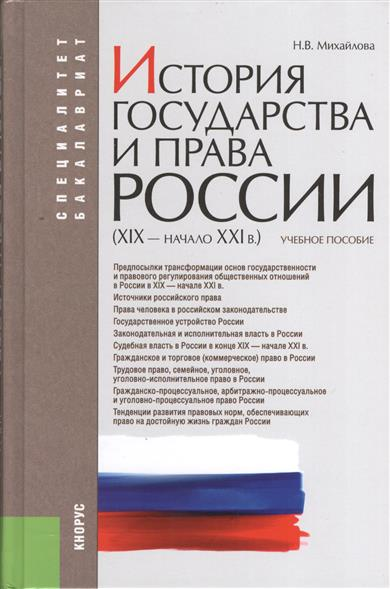 Н.В. Михайлова
ИСТОРИЯ
ГОСУДАРСТВА
И ПРАВА
РОССИИ
(XIX — НАЧАЛО XXI В.)
УЧЕБНОЕ ПОСОБИЕ
Предпосылки трансформации основ государственности
и правового регулирования общественных отношений
в России в XIX — начале XXI в.
Источники российского права
Права человека в российском законодательстве
Государственное устройство России
Законодательная и исполнительная власть в России
Судебная власть в России в конце XIX — начале XXI в.
Гражданское и торговое (коммерческое) право в России
Трудовое право, семейное, уголовное,
уголовно-исполнительное право в России
Гражданско-процессуальное, арбитражно-процессуальное
и уголовно-процессуальное право России
Тенденции развития правовых норм, обеспечивающих
право на достойную жизнь граждан России
СПЕЦИАЛИТЕТ
БАКАЛАВРИАТ
КНОРУС